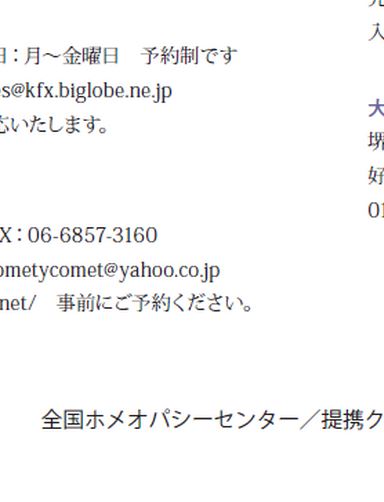 日：月～金曜日　予約制です
es@kfx.biglobe.ne.jp
応いたします。
X：06-6857-3160
ometycomet@yahoo.co.jp
net/　事前にご予約ください。
入
大
堺
好
01
全国ホメオパシーセンター／提携ク